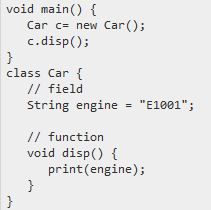 void main() {
Car c= new Car();
c.disp();
}
class Car {
// field
String engine = "E1001";
// function
void disp() {
print(engine);
}
}